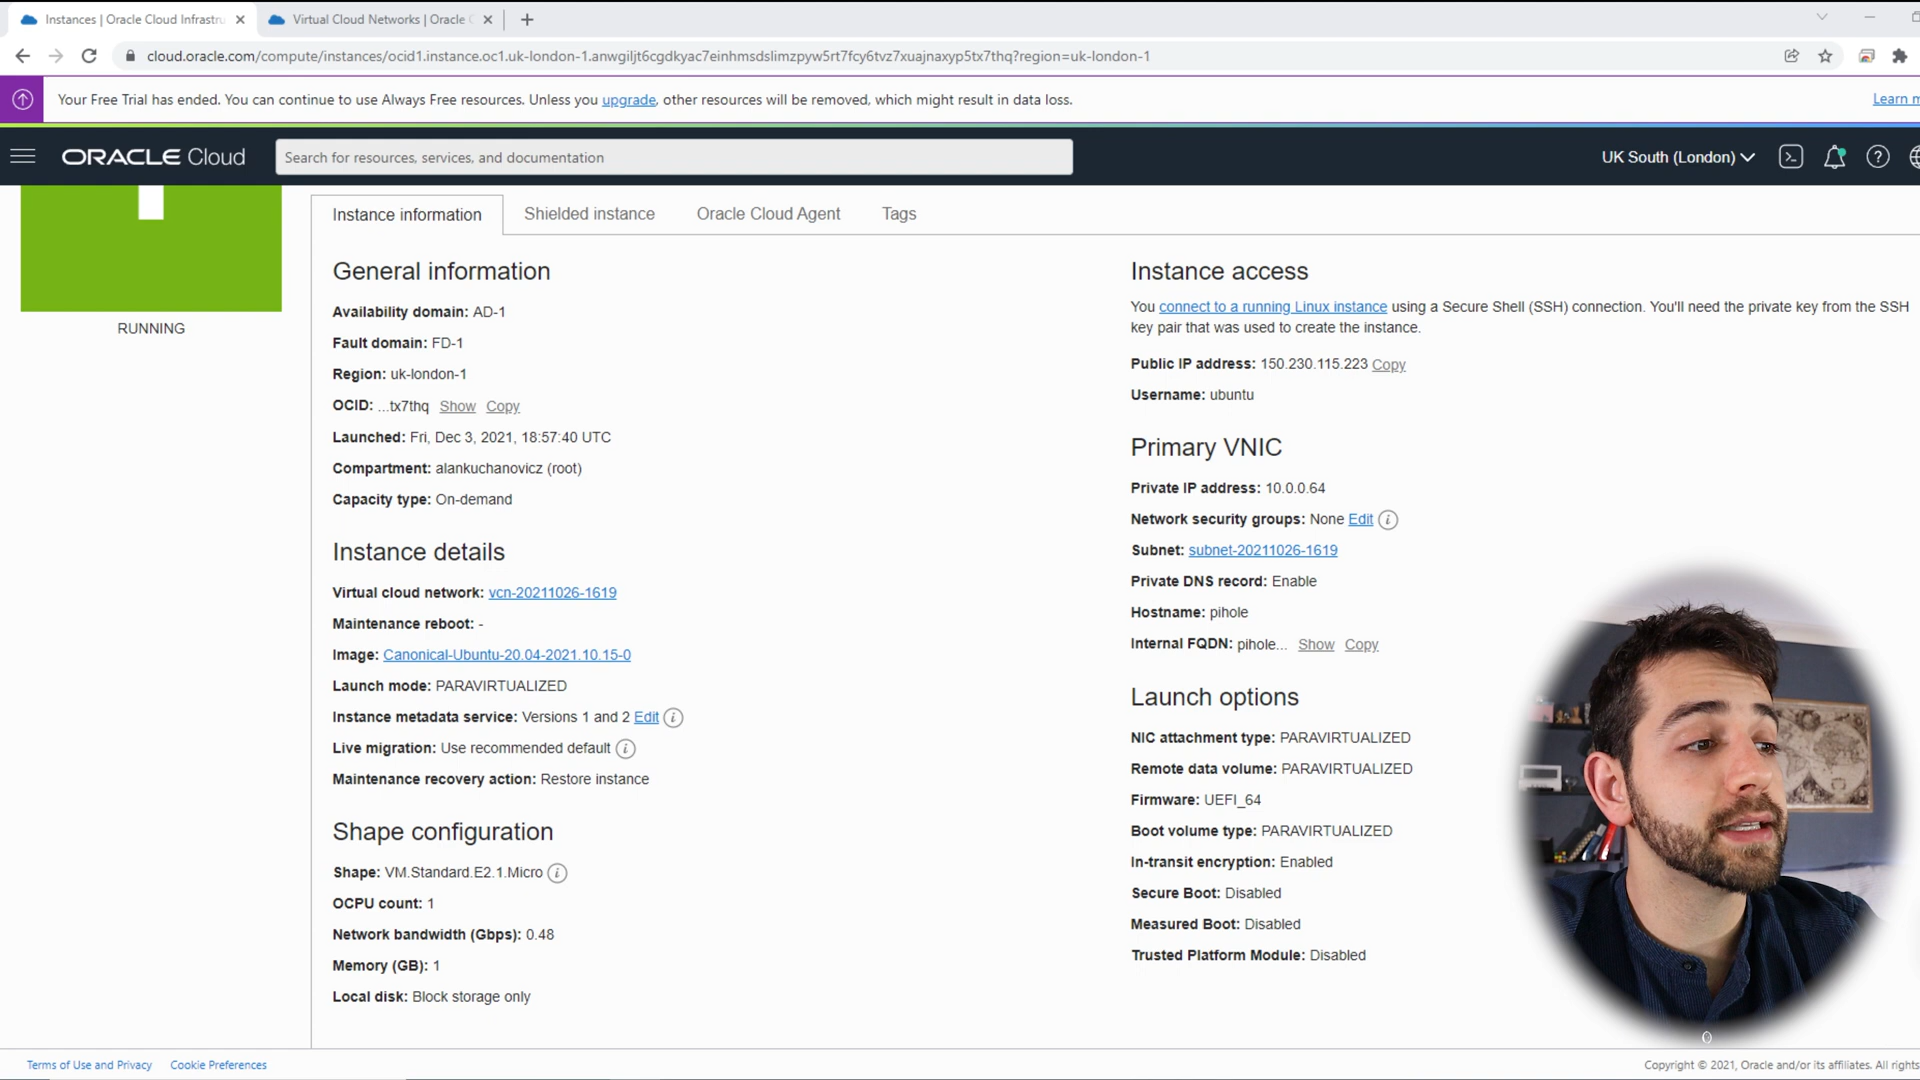 Instances | Oracle Cloud Infrastru
Virtual Cloud Networks | Oracle C
cloud.oracle.com/compute/instances/ocid1.instance.oc1.uk-london-1.anwgiljt6cgdkyac7einhmsdslimzpyw5rt7fcy6tvz7xuajnaxyp5tx7thq?region=uk-london-1
Your Free Trial has ended. You can continue to use Always Free resources. Unless you upgrade, other resources will be removed, which might result in data loss.
Learn m
ORACLE Cloud
Search for resources, services, and documentation
UK South (London)
RUNNING
Instance information
Shielded instance
Oracle Cloud Agent
Tags
General information
Availability domain: AD-1
Fault domain: FD-1
Region: uk-london-1
OCID: ...tx7thq Show Copy
Launched: Fri, Dec 3, 2021, 18:57:40 UTC
Compartment: alankuchanovicz (root)
Capacity type: On-demand
Instance details
Virtual cloud network: vcn-20211026-1619
Maintenance reboot: -
Image: Canonical-Ubuntu-20.04-2021.10.15-0
Launch mode: PARAVIRTUALIZED
Instance metadata service: Versions 1 and 2 Edit
Live migration: Use recommended default
Maintenance recovery action: Restore instance
Shape configuration
Shape: VM.Standard.E2.1.Micro
OCPU count: 1
Network bandwidth (Gbps): 0.48
Memory (GB): 1
Local disk: Block storage only
Instance access
You connect to a running Linux instance using a Secure Shell (SSH) connection. You'll need the private key from the SSH
key pair that was used to create the instance.
Public IP address: 150.230.115.223 Copy
Username: ubuntu
Primary VNIC
Private IP address: 10.0.0.64
Network security groups: None Edit
Subnet: subnet-20211026-1619
Private DNS record: Enable
Hostname: pihole
Internal FQDN: pihole... Show Copy
Launch options
NIC attachment type: PARAVIRTUALIZED
Remote data volume: PARAVIRTUALIZED
Firmware: UEFI_64
Boot volume type: PARAVIRTUALIZED
In-transit encryption: Enabled
Secure Boot: Disabled
Measured Boot: Disabled
Trusted Platform Module: Disabled
Terms of Use and Privacy
Cookie Preferences
Copyright © 2021, Oracle and/or its affiliates. All rights